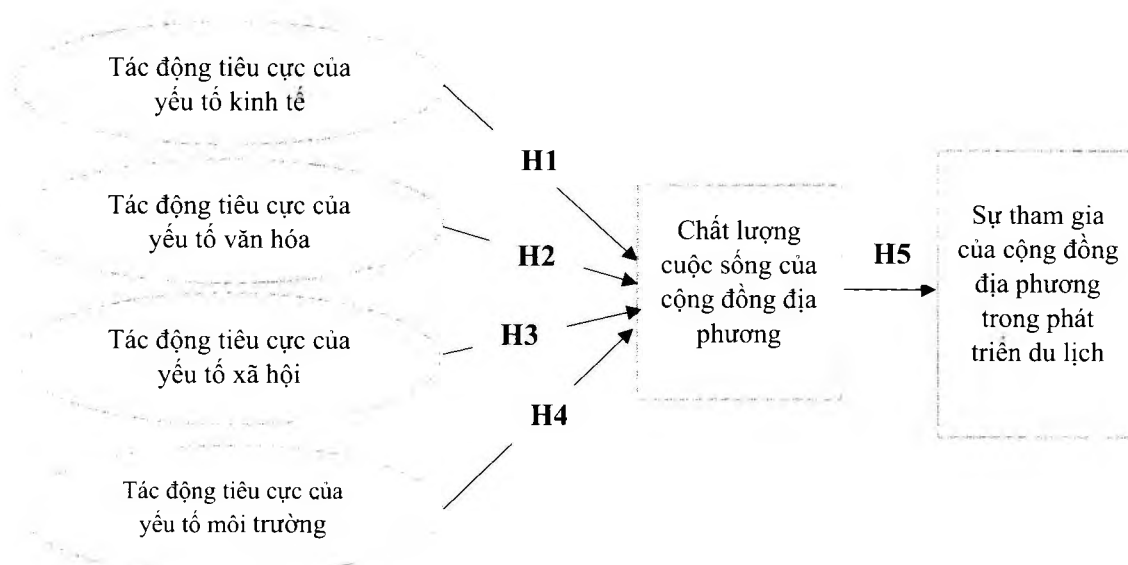 Tác động tiêu cực của
yếu tố kinh tế
H1
Tác động tiêu cực của
yếu tố văn hóa
H2
Tác động tiêu cực của
yếu tố xã hội
H3
Tác động tiêu cực của
yếu tố môi trường
H4
Chất lượng
cuộc sống của
cộng đồng địa
phương
H5
Sự tham gia
của cộng đồng
địa phương
trong phát
triển du lịch